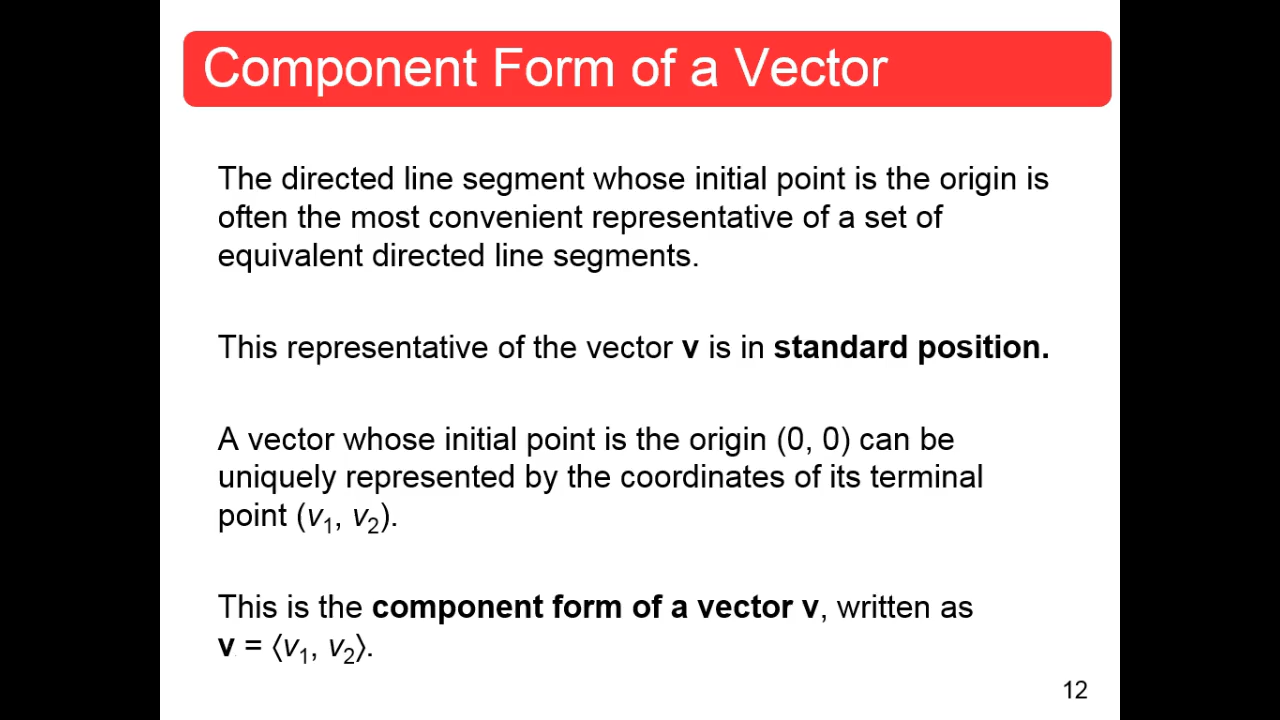 Component Form of a Vector
The directed line segment whose initial point is the origin is
often the most convenient representative of a set of
equivalent directed line segments.
This representative of the vector v is in standard position.
A vector whose initial point is the origin (0, 0) can be
uniquely represented by the coordinates of its terminal
point (v₁, v₂).
This is the component form of a vector v, written as
v = ⟨v₁, v₂⟩.
12